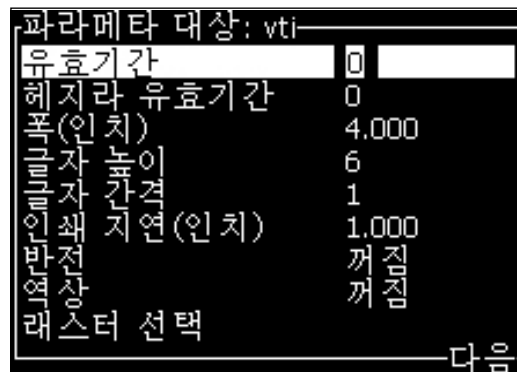 파라메타 대상: vti
유효기간 0
헤지라 유효기간 0
폭(인치) 4.000
글자 높이 6
글자 간격 1
인쇄 지연(인치) 1.000
반전 꺼짐
역상 꺼짐
래스터 선택
다음